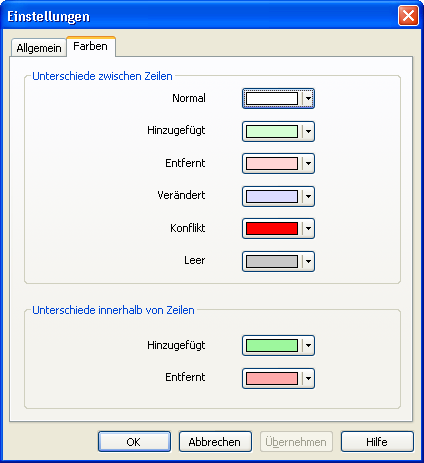 Einstellungen
Allgemein Farben
Unterschiede zwischen Zeilen
Normal
Hinzugefügt
Entfernt
Verändert
Konflikt
Leer
Unterschiede innerhalb von Zeilen
Hinzugefügt
Entfernt
OK Abbrechen Übernehmen Hilfe